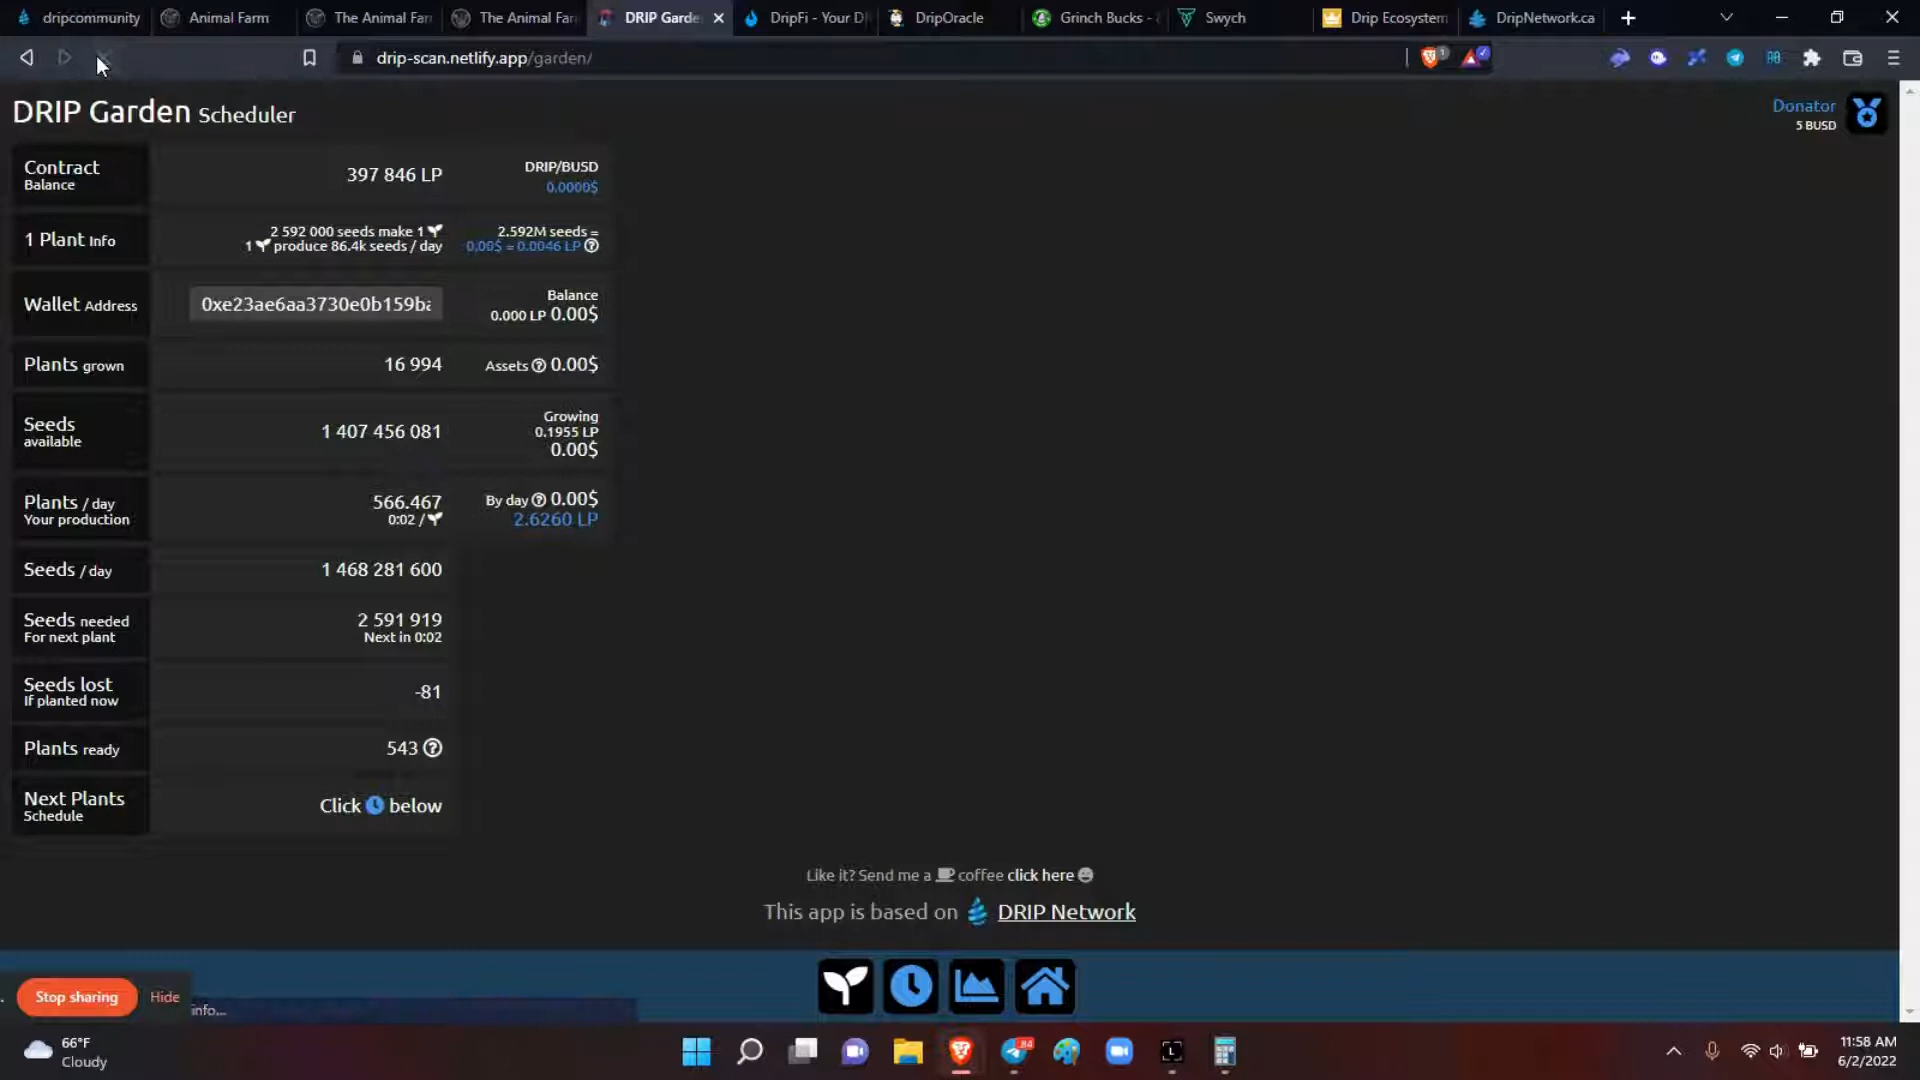 dripcommunity
Animal Farm
The Animal Far
The Animal Far
DRIP Garde
DripFi - Your D
DripOracle
Grinch Bucks -
Swych
Drip Ecosystem
DripNetwork.ca
drip-scan.netlify.app/garden/
DRIP Garden Scheduler
Donator
5 BUSD
Contract
Balance
397 846 LP
DRIP/BUSD
0.0000$
1 Plant Info
2 592 000 seeds make 1
1 produce 86.4k seeds / day
2.592M seeds =
0.00$ = 0.0046 LP
Wallet Address
0xe23ae6aa3730e0b159ba
Balance
0.000 LP 0.00$
Plants grown
16 994
Assets 0.00$
Seeds
available
1 407 456 081
Growing
0.1955 LP
0.00$
Plants / day
Your production
566.467
0:02 /
By day 0.00$
2.6260 LP
Seeds / day
1 468 281 600
Seeds needed
For next plant
2 591 919
Next in 0:02
Seeds lost
If planted now
-81
Plants ready
543
Next Plants
Schedule
Click below
Like it? Send me a coffee click here
This app is based on DRIP Network
Stop sharing
Hide
info...
66°F
Cloudy
84
11:58 AM
6/2/2022